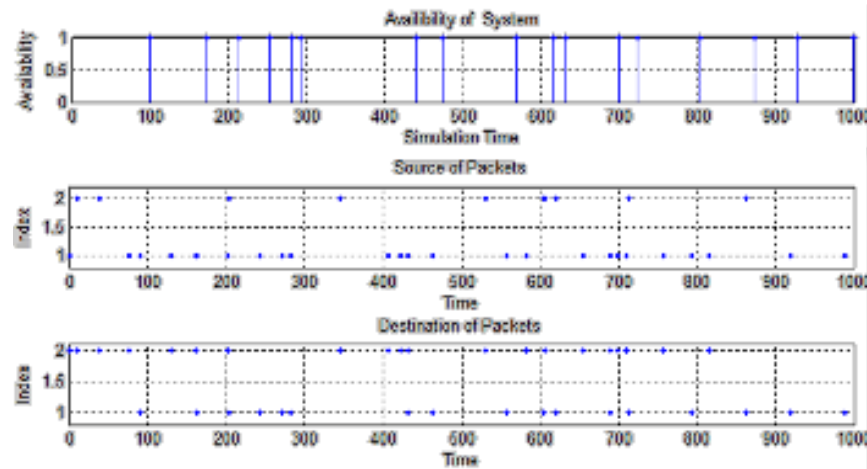 Availibility of System
Availability
1
0.5
0
0 100 200 300 400 500 600 700 800 900 1000
Simulation Time
Source of Packets
Index
2
1.5
1
0 100 200 300 400 500 600 700 800 900 1000
Time
Destination of Packets
Index
2
1.5
1
0 100 200 300 400 500 600 700 800 900 1000
Time